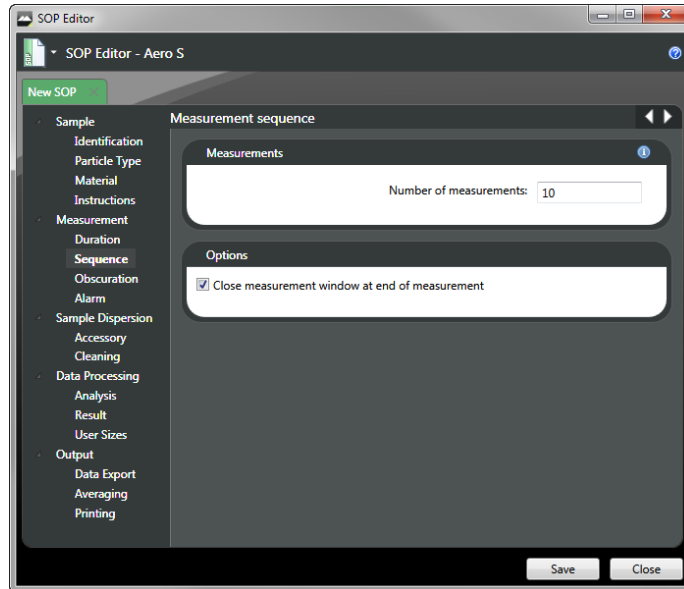 SOP Editor
SOP Editor - Aero S
New SOP
Sample
Identification
Particle Type
Material
Instructions
Measurement
Duration
Sequence
Obscuration
Alarm
Sample Dispersion
Accessory
Cleaning
Data Processing
Analysis
Result
User Sizes
Output
Data Export
Averaging
Printing
Measurement sequence
Measurements
Number of measurements: 10
Options
Close measurement window at end of measurement
Save Close